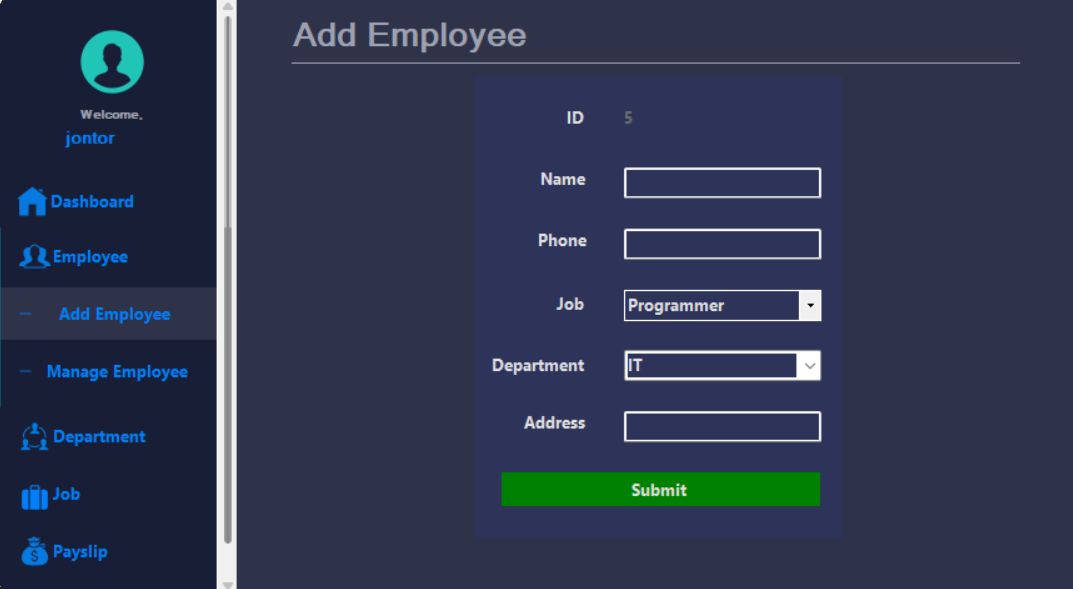 Welcome.
jontor
Dashboard
Employee
Add Employee
Manage Employee
Department
Job
Payslip
Add Employee
ID 5
Name
Phone
Job Programmer
Department IT
Address
Submit